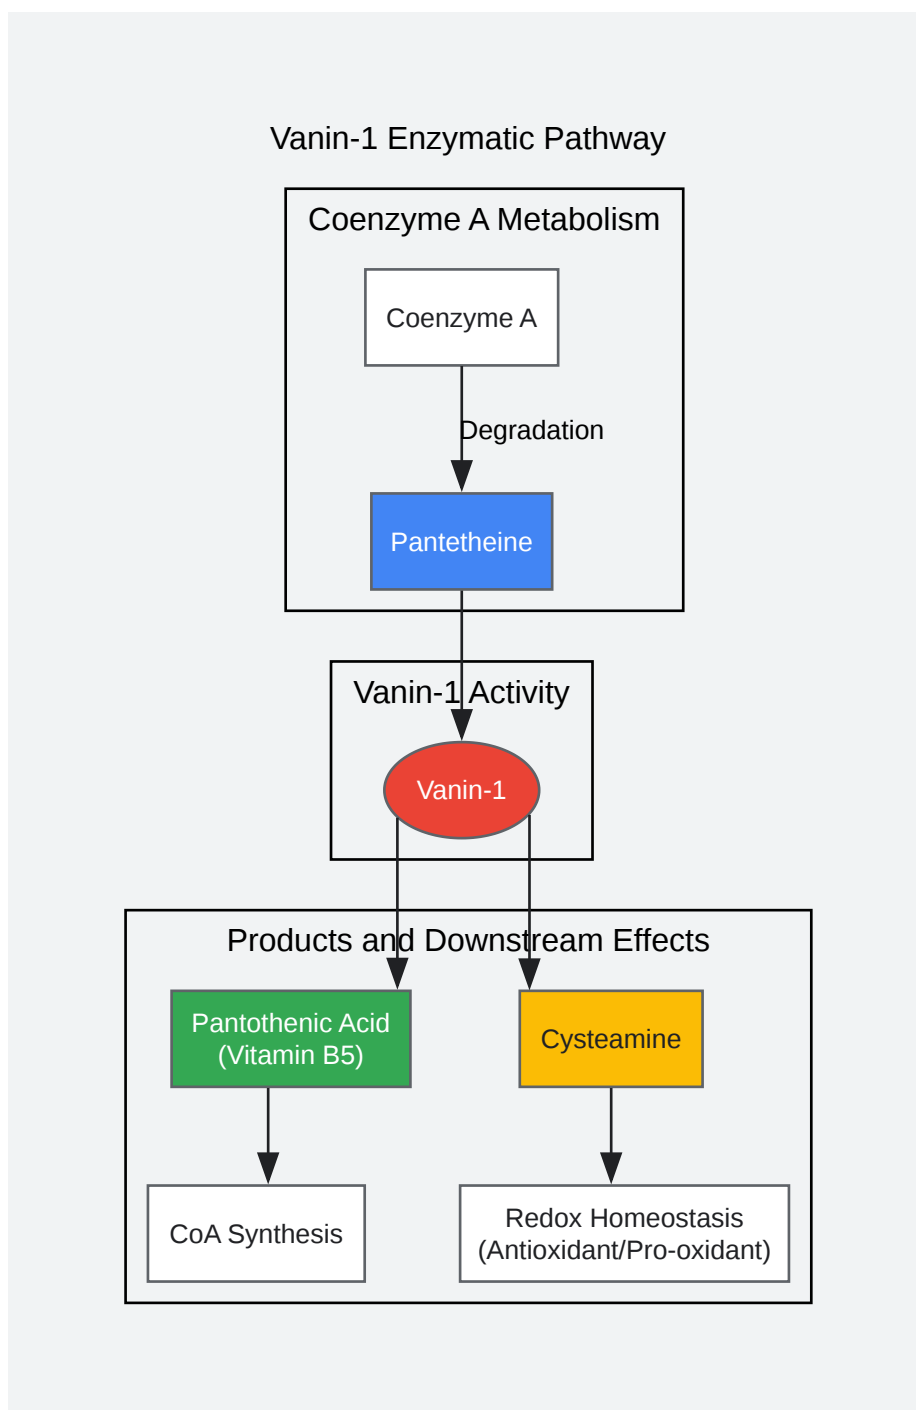 Vanin-1 Enzymatic Pathway
Coenzyme A Metabolism
Coenzyme A
Degradation
Pantetheine
Vanin-1 Activity
Vanin-1
Products and Downstream Effects
Pantothenic Acid
(Vitamin B5)
Cysteamine
CoA Synthesis
Redox Homeostasis
(Antioxidant/Pro-oxidant)